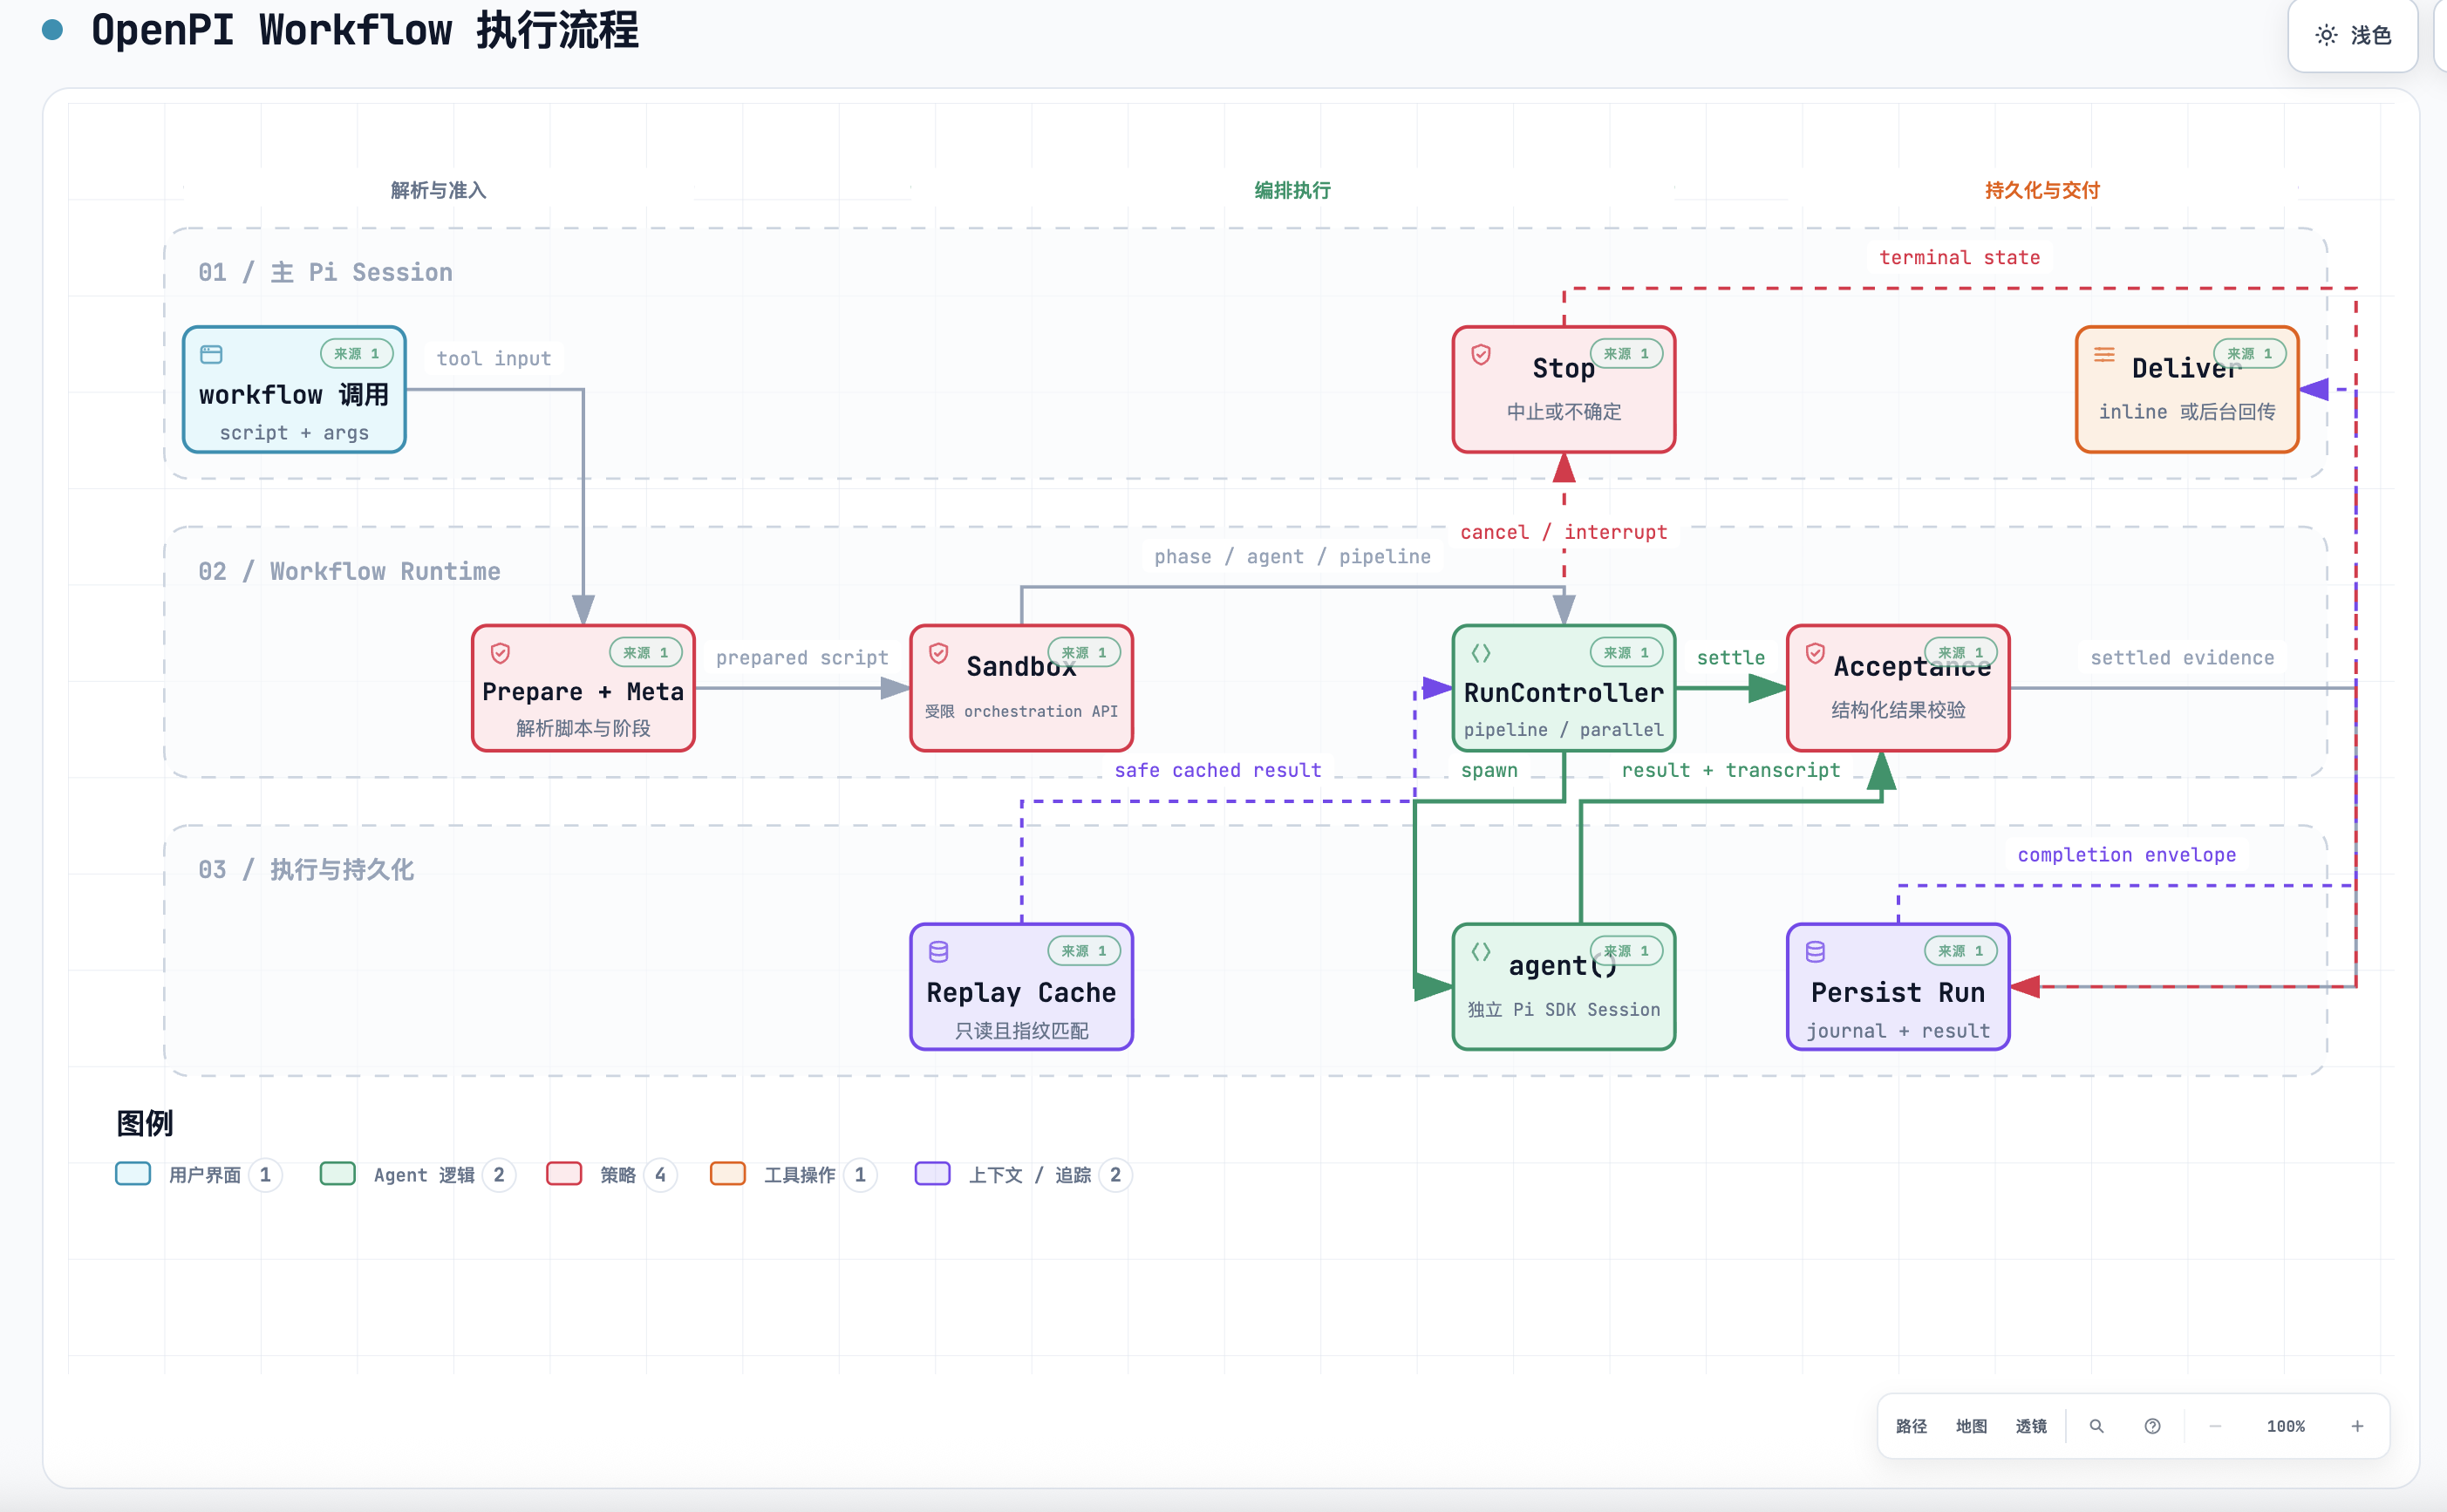 OpenPI Workflow 执行流程
浅色
解析与准入
编排执行
持久化与交付
01 / 主 Pi Session
terminal state
来源 1
workflow 调用
script + args
tool input
来源 1
Stop
中止或不确定
来源 1
Deliver
inline 或后台回传
cancel / interrupt
02 / Workflow Runtime
phase / agent / pipeline
来源 1
Prepare + Meta
解析脚本与阶段
prepared script
来源 1
Sandbox
受限 orchestration API
来源 1
RunController
pipeline / parallel
settle
来源 1
Acceptance
结构化结果校验
settled evidence
safe cached result
spawn
result + transcript
03 / 执行与持久化
completion envelope
来源 1
Replay Cache
只读且指纹匹配
来源 1
agent()
独立 Pi SDK Session
来源 1
Persist Run
journal + result
图例
用户界面 1
Agent 逻辑 2
策略 4
工具操作 1
上下文 / 追踪 2
路径 地图 透镜 100%